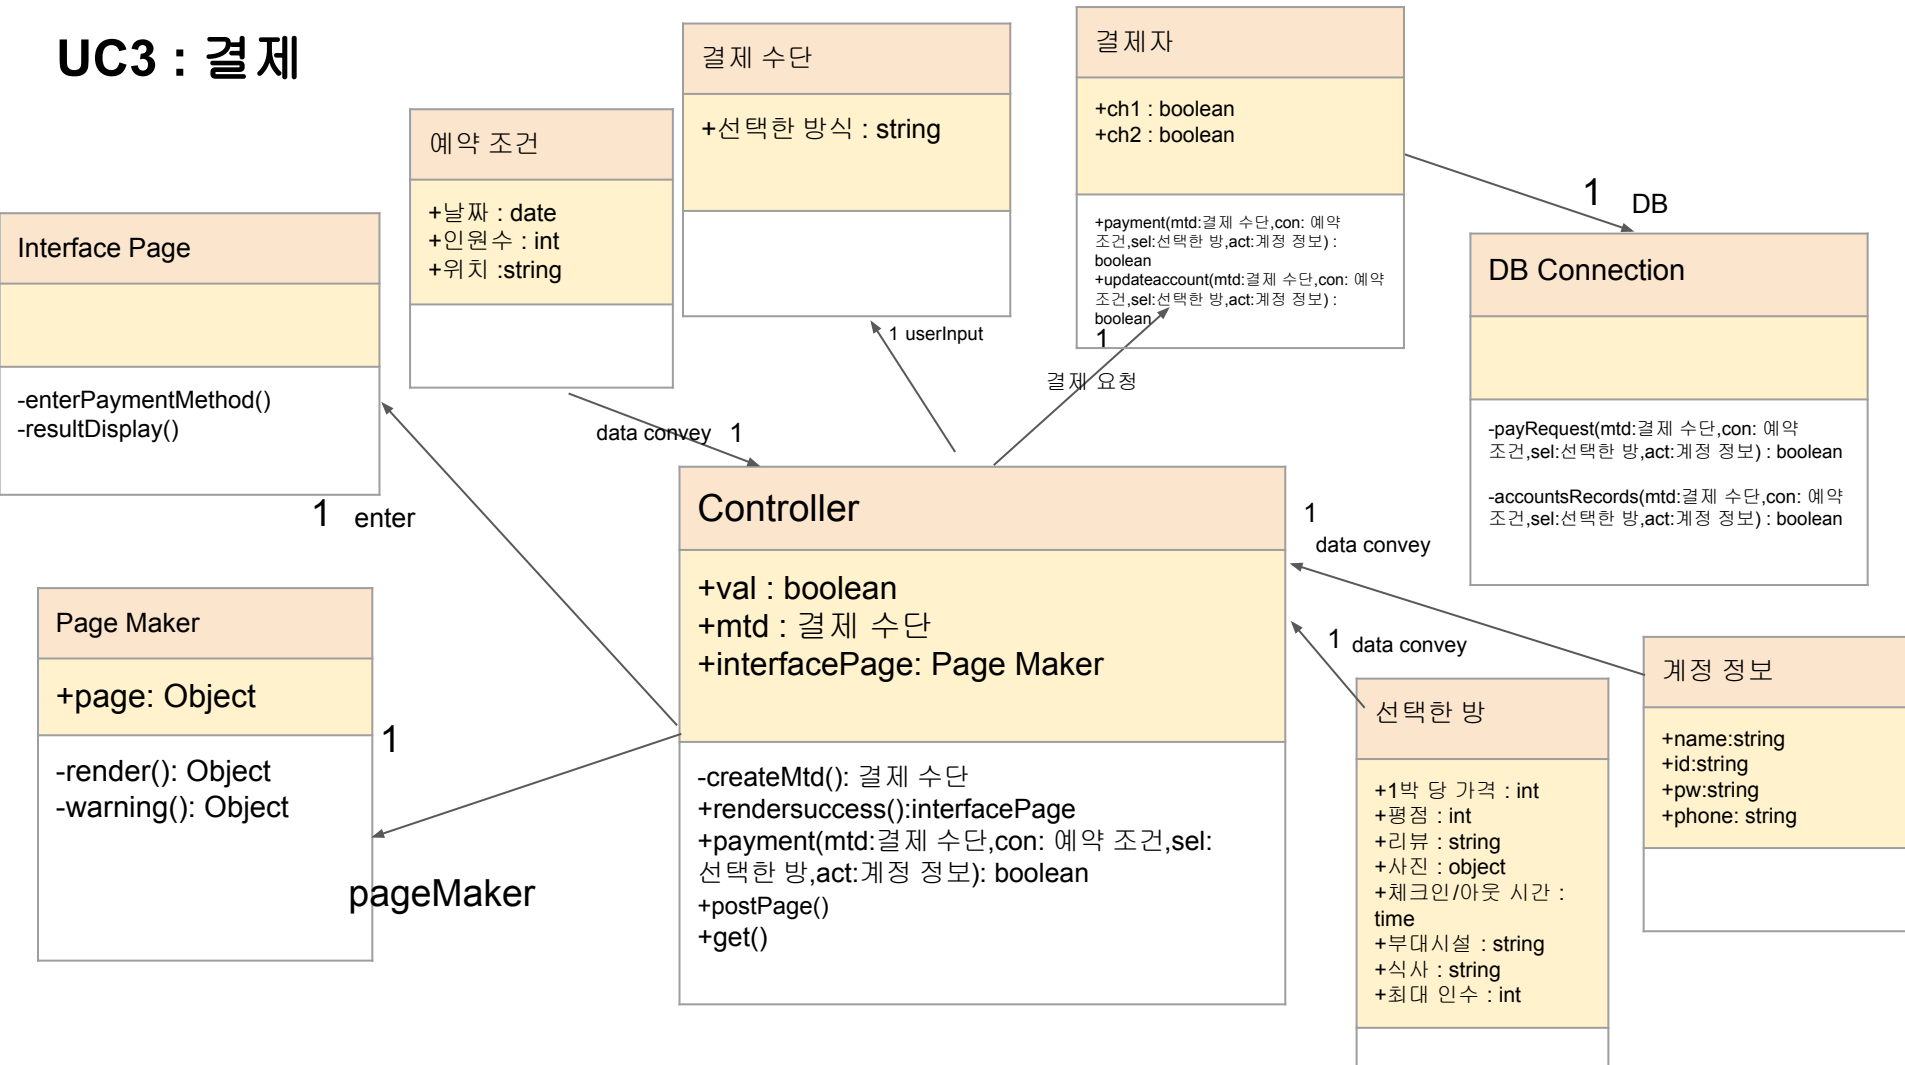 UC3 : 결제
결제 수단
+선택한 방식 : string
결제자
+ch1 : boolean
+ch2 : boolean
+payment(mtd:결제 수단,con: 예약
조건,sel:선택한 방,act:계정 정보) :
boolean
+updateaccount(mtd:결제 수단,con: 예약
조건,sel:선택한 방,act:계정 정보) :
boolean
1
결제 요청
예약 조건
+날짜 : date
+인원수 : int
+위치 :string
1 userInput
data convey 1
1 DB
DB Connection
-payRequest(mtd:결제 수단,con: 예약
조건,sel:선택한 방,act:계정 정보) : boolean
-accountsRecords(mtd:결제 수단,con: 예약
조건,sel:선택한 방,act:계정 정보) : boolean
Interface Page
-enterPaymentMethod()
-resultDisplay()
1 enter
Controller
+val : boolean
+mtd : 결제 수단
+interfacePage: Page Maker
-createMtd(): 결제 수단
+rendersuccess():interfacePage
+payment(mtd:결제 수단,con: 예약 조건,sel:
선택한 방,act:계정 정보): boolean
+postPage()
+get()
1
data convey
1 data convey
Page Maker
+page: Object
-render(): Object
-warning(): Object
1
pageMaker
선택한 방
+1박 당 가격 : int
+평점 : int
+리뷰 : string
+사진 : object
+체크인/아웃 시간 :
time
+부대시설 : string
+식사 : string
+최대 인수 : int
계정 정보
+name:string
+id:string
+pw:string
+phone: string